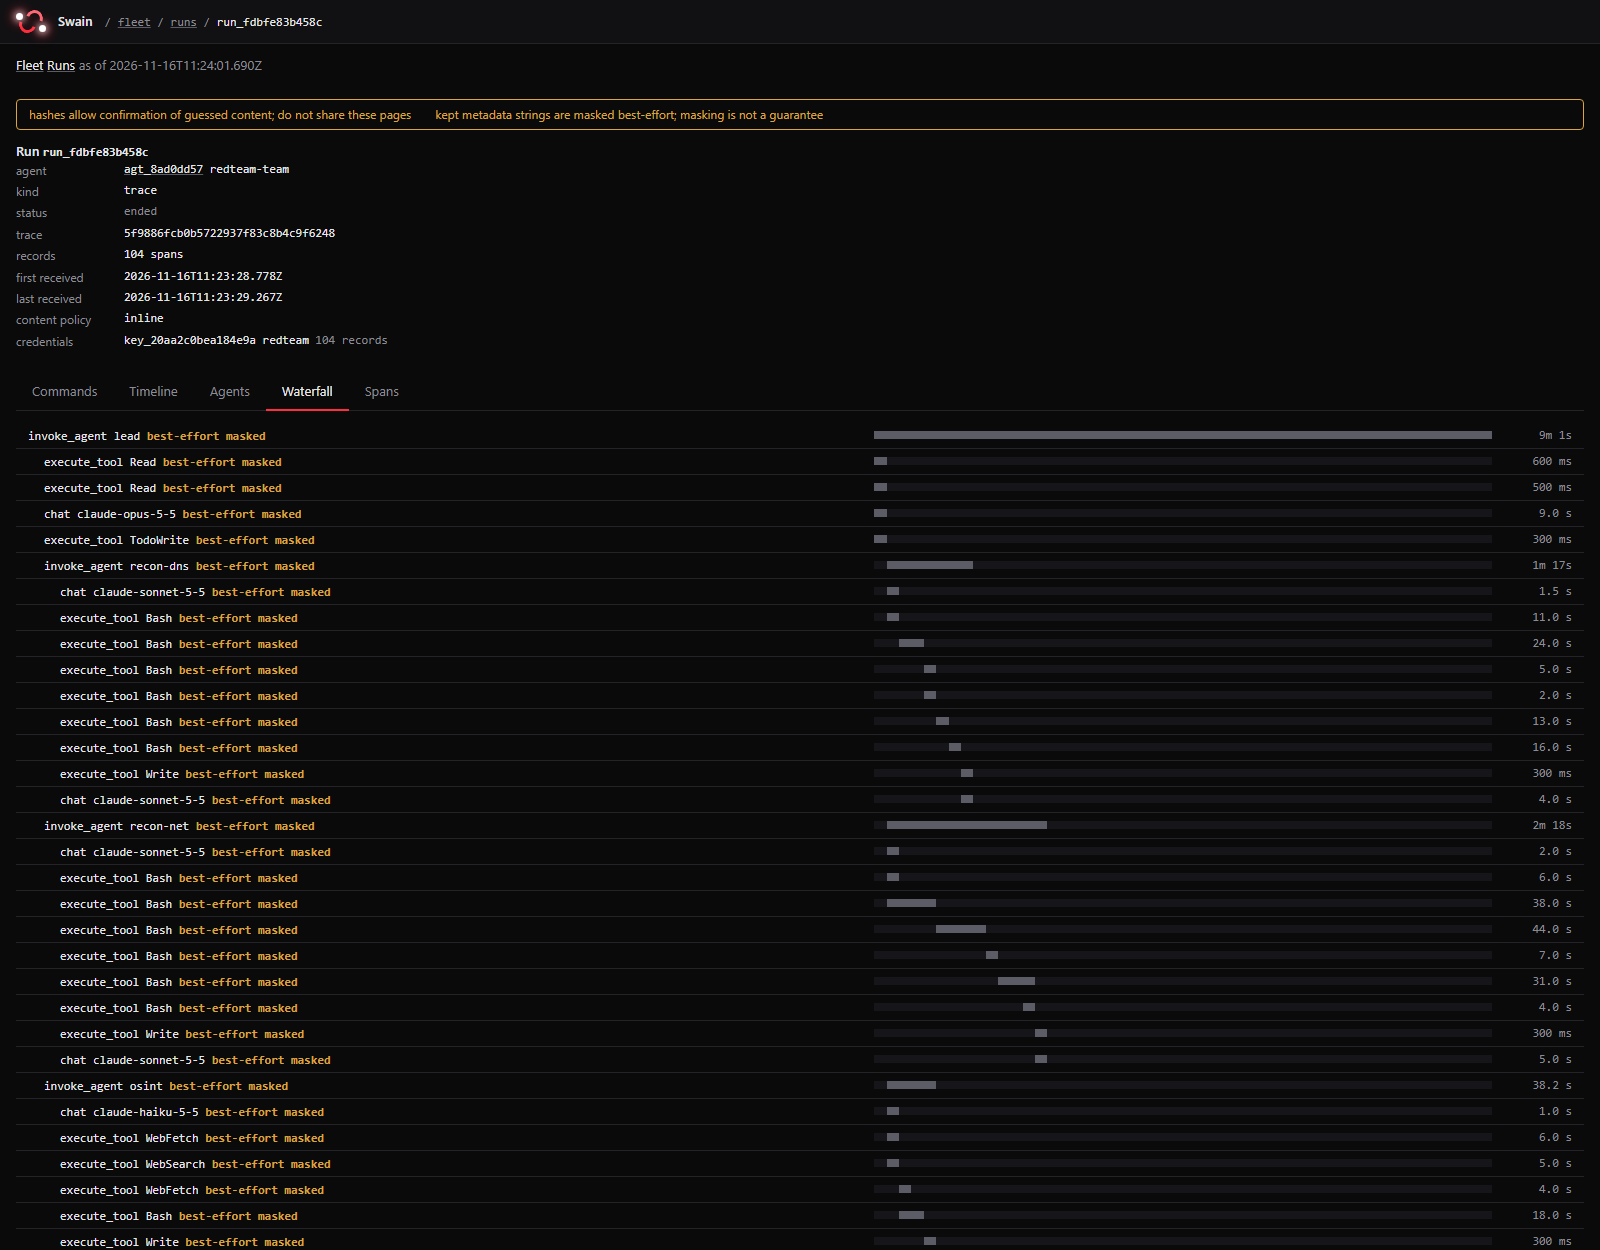 Swain / fleet / runs / run_fdbfe83b458c
Fleet Runs as of 2026-11-16T11:24:01.690Z
hashes allow confirmation of guessed content; do not share these pages kept metadata strings are masked best-effort; masking is not a guarantee
Run run_fdbfe83b458c
agent agt_8ad0dd57 redteam-team
kind trace
status ended
trace 5f9886fcb0b5722937f83c8b4c9f6248
records 104 spans
first received 2026-11-16T11:23:28.778Z
last received 2026-11-16T11:23:29.267Z
content policy inline
credentials key_20aa2c0bea184e9a redteam 104 records
Commands Timeline Agents Waterfall Spans
invoke_agent lead best-effort masked 9m 1s
execute_tool Read best-effort masked 600 ms
execute_tool Read best-effort masked 500 ms
chat claude-opus-5-5 best-effort masked 9.0 s
execute_tool TodoWrite best-effort masked 300 ms
invoke_agent recon-dns best-effort masked 1m 17s
chat claude-sonnet-5-5 best-effort masked 1.5 s
execute_tool Bash best-effort masked 11.0 s
execute_tool Bash best-effort masked 24.0 s
execute_tool Bash best-effort masked 5.0 s
execute_tool Bash best-effort masked 2.0 s
execute_tool Bash best-effort masked 13.0 s
execute_tool Bash best-effort masked 16.0 s
execute_tool Write best-effort masked 300 ms
chat claude-sonnet-5-5 best-effort masked 4.0 s
invoke_agent recon-net best-effort masked 2m 18s
chat claude-sonnet-5-5 best-effort masked 2.0 s
execute_tool Bash best-effort masked 6.0 s
execute_tool Bash best-effort masked 38.0 s
execute_tool Bash best-effort masked 44.0 s
execute_tool Bash best-effort masked 7.0 s
execute_tool Bash best-effort masked 31.0 s
execute_tool Bash best-effort masked 4.0 s
execute_tool Write best-effort masked 300 ms
chat claude-sonnet-5-5 best-effort masked 5.0 s
invoke_agent osint best-effort masked 38.2 s
chat claude-haiku-5-5 best-effort masked 1.0 s
execute_tool WebFetch best-effort masked 6.0 s
execute_tool WebSearch best-effort masked 5.0 s
execute_tool WebFetch best-effort masked 4.0 s
execute_tool Bash best-effort masked 18.0 s
execute_tool Write best-effort masked 300 ms